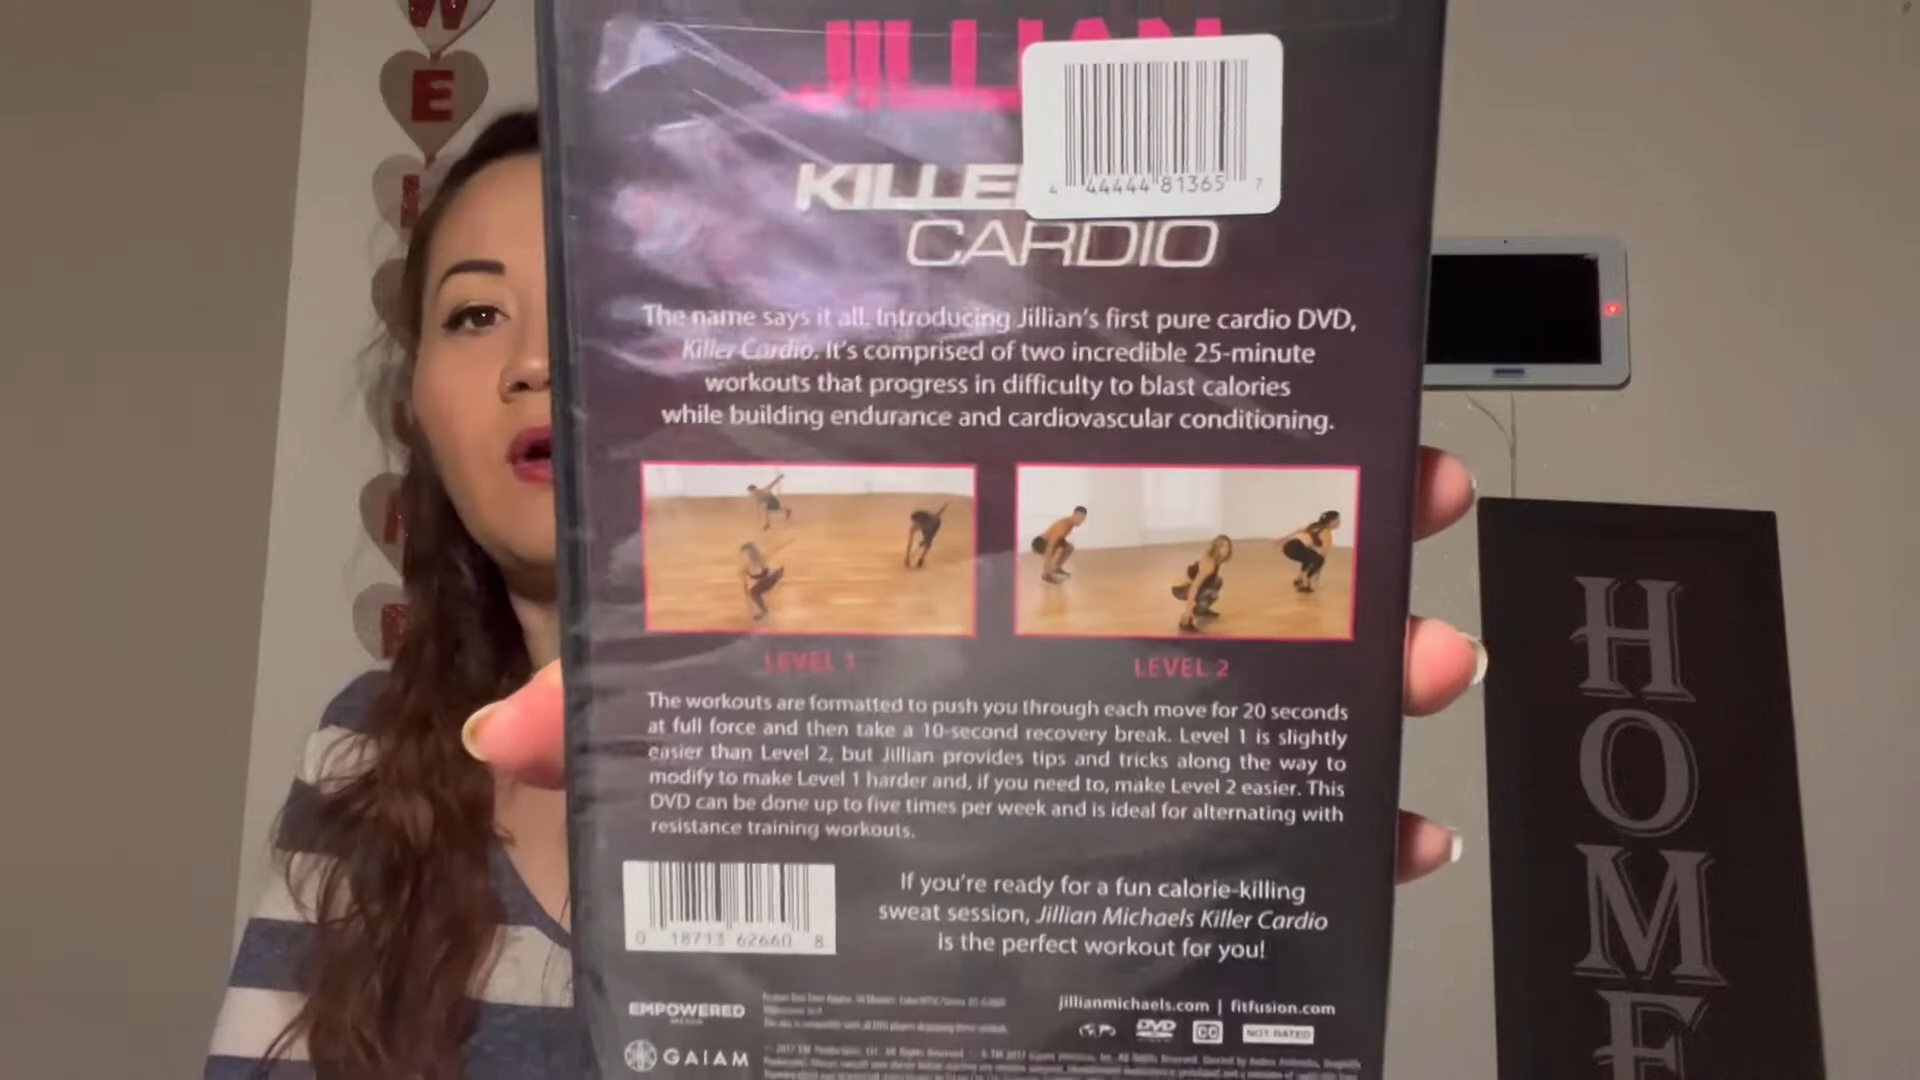 W
E
JILLIAN
4 44444 81365 7
KILLE
CARDIO
The name says it all. Introducing Jillian's first pure cardio DVD,
Killer Cardio. It's comprised of two incredible 25-minute
workouts that progress in difficulty to blast calories
while building endurance and cardiovascular conditioning.
LEVEL 1
LEVEL 2
The workouts are formatted to push you through each move for 20 seconds
at full force and then take a 10-second recovery break. Level 1 is slightly
easier than Level 2, but Jillian provides tips and tricks along the way to
modify to make Level 1 harder and, if you need to, make Level 2 easier. This
DVD can be done up to five times per week and is ideal for alternating with
resistance training workouts.
0 18713 62660 8
If you're ready for a fun calorie-killing
sweat session, Jillian Michaels Killer Cardio
is the perfect workout for you!
EMPOWERED
MEDIA
jillianmichaels.com | fitfusion.com
DVD
CC
NOT RATED
GAIAM
HOME